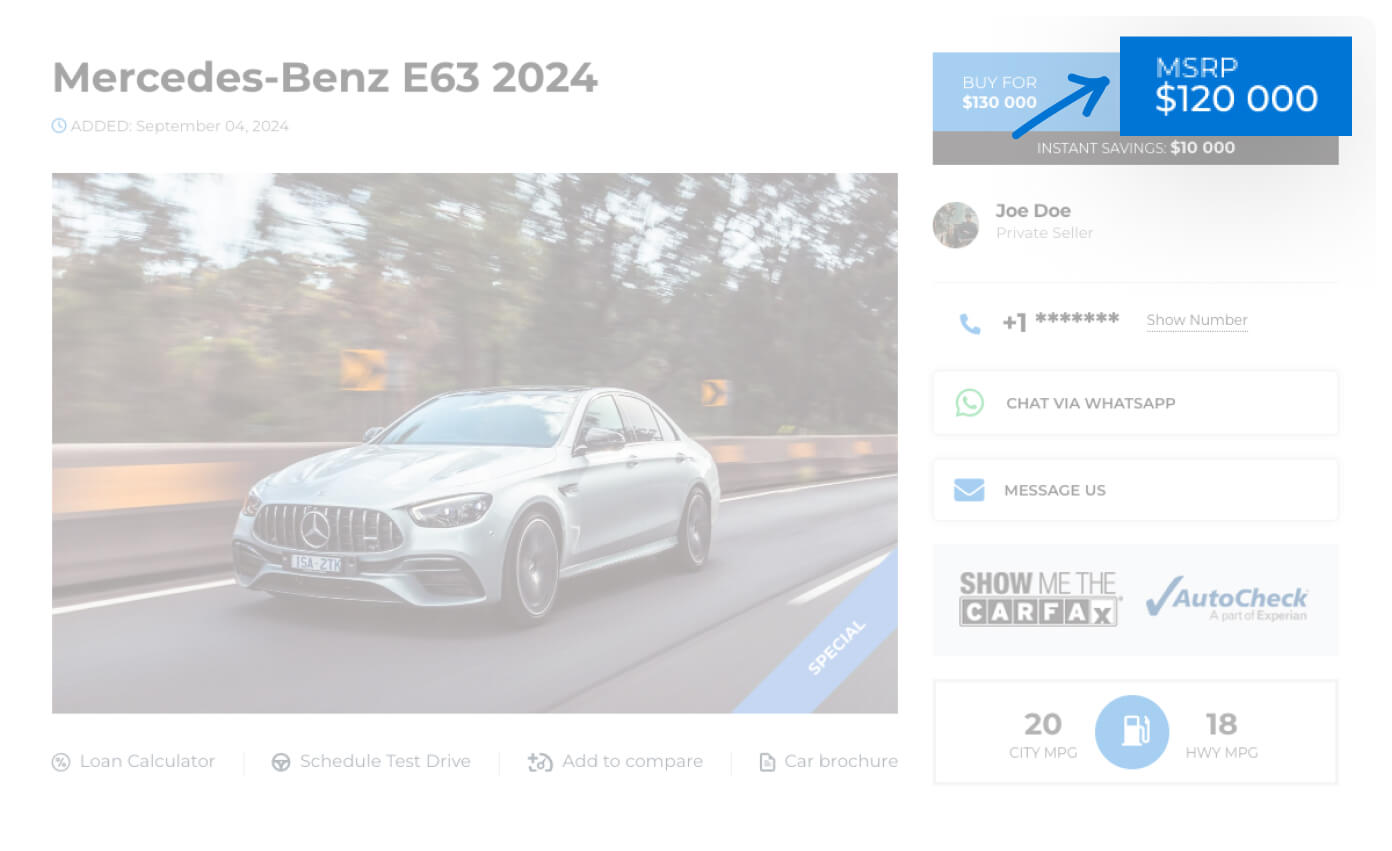 Mercedes-Benz E63 2024
ADDED: September 04, 2024
BUY FOR
$130 000
MSRP
$120 000
INSTANT SAVINGS: $10 000
Joe Doe
Private Seller
+1 ******* Show Number
CHAT VIA WHATSAPP
MESSAGE US
1SA-2TK
SPECIAL
SHOW ME THE
CARFAX
AutoCheck
A part of Experian
20
CITY MPG
18
HWY MPG
Loan Calculator
Schedule Test Drive
Add to compare
Car brochure